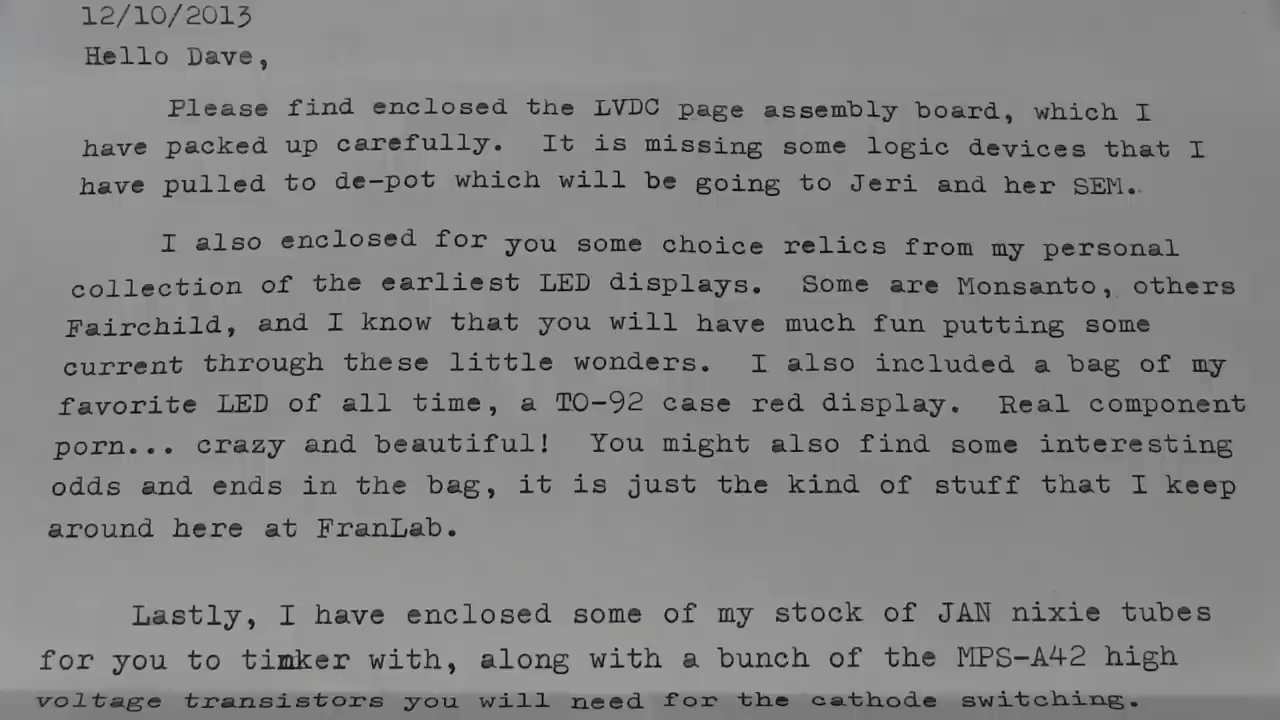 12/10/2013
Hello Dave,
Please find enclosed the LVDC page assembly board, which I
have packed up carefully. It is missing some logic devices that I
have pulled to de-pot which will be going to Jeri and her SEM.
I also enclosed for you some choice relics from my personal
collection of the earliest LED displays. Some are Monsanto, others
Fairchild, and I know that you will have much fun putting some
current through these little wonders. I also included a bag of my
favorite LED of all time, a TO-92 case red display. Real component
porn... crazy and beautiful! You might also find some interesting
odds and ends in the bag, it is just the kind of stuff that I keep
around here at FranLab.
Lastly, I have enclosed some of my stock of JAN nixie tubes
for you to timker with, along with a bunch of the MPS-A42 high
voltage transistors you will need for the cathode switching.